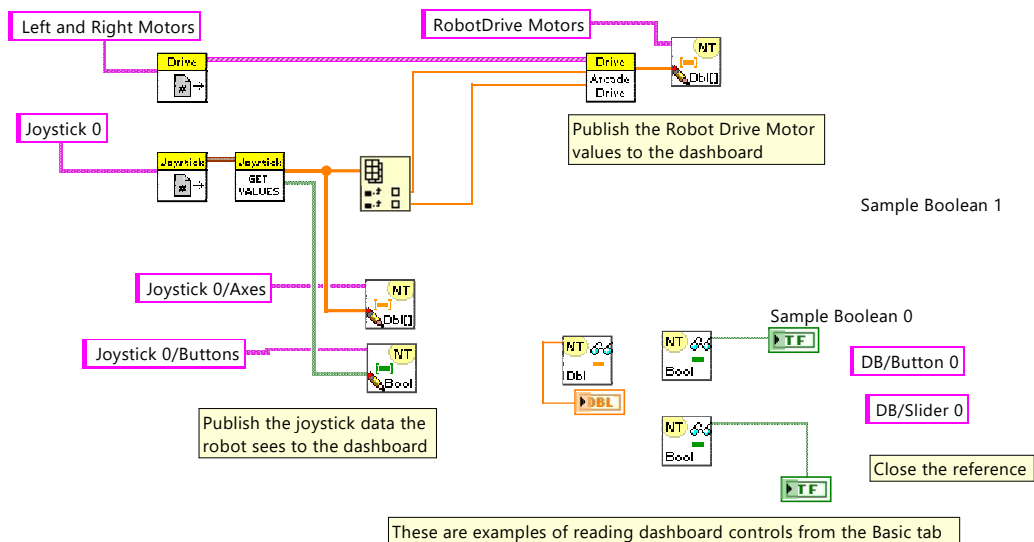 Left and Right Motors
RobotDrive Motors
Drive
#
Drive
Arcade
Drive
NT
Dbl[]
Publish the Robot Drive Motor
values to the dashboard
Joystick 0
Joystick
#
Joystick
GET
VALUES
Sample Boolean 1
Joystick 0/Axes
NT
Dbl[]
Joystick 0/Buttons
NT
Bool
Sample Boolean 0
NT
Dbl
DBL
NT
Bool
TF
DB/Button 0
DB/Slider 0
Publish the joystick data the
robot sees to the dashboard
NT
Bool
TF
Close the reference
These are examples of reading dashboard controls from the Basic tab